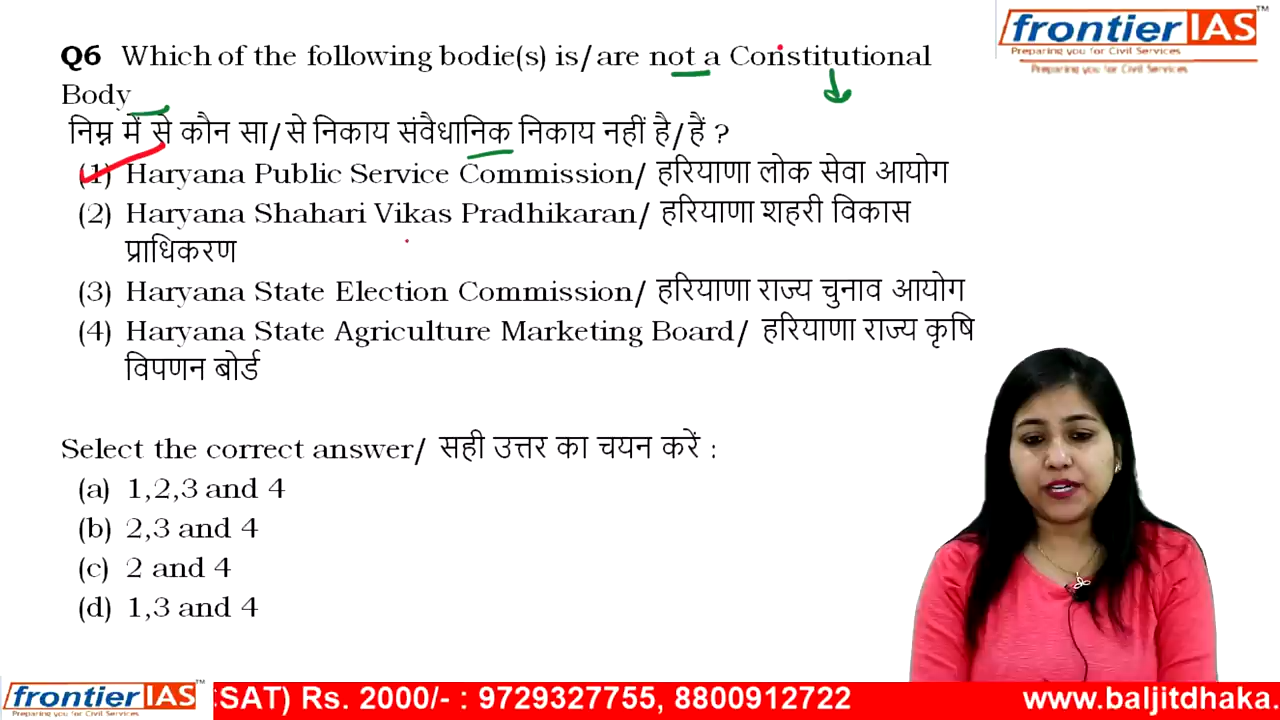 frontier IAS TM
Preparing you for Civil Services
Preparing you for Civil Services
Q6 Which of the following bodie(s) is/are not a Constitutional
Body
निम्न में से कौन सा/से निकाय संवैधानिक निकाय नहीं है/हैं ?
(1) Haryana Public Service Commission/ हरियाणा लोक सेवा आयोग
(2) Haryana Shahari Vikas Pradhikaran/ हरियाणा शहरी विकास
प्राधिकरण
(3) Haryana State Election Commission/ हरियाणा राज्य चुनाव आयोग
(4) Haryana State Agriculture Marketing Board/ हरियाणा राज्य कृषि
विपणन बोर्ड
Select the correct answer/ सही उत्तर का चयन करें :
(a) 1,2,3 and 4
(b) 2,3 and 4
(c) 2 and 4
(d) 1,3 and 4
frontier IAS
Preparing you for Civil Services
SAT) Rs. 2000/- : 9729327755, 8800912722 www.baljitdhaka.